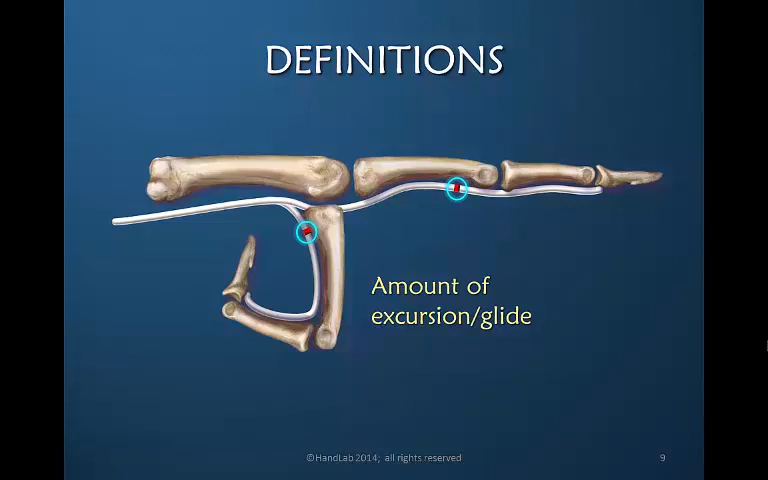 DEFINITIONS
Amount of
excursion/glide
©HandLab 2014; all rights reserved
9